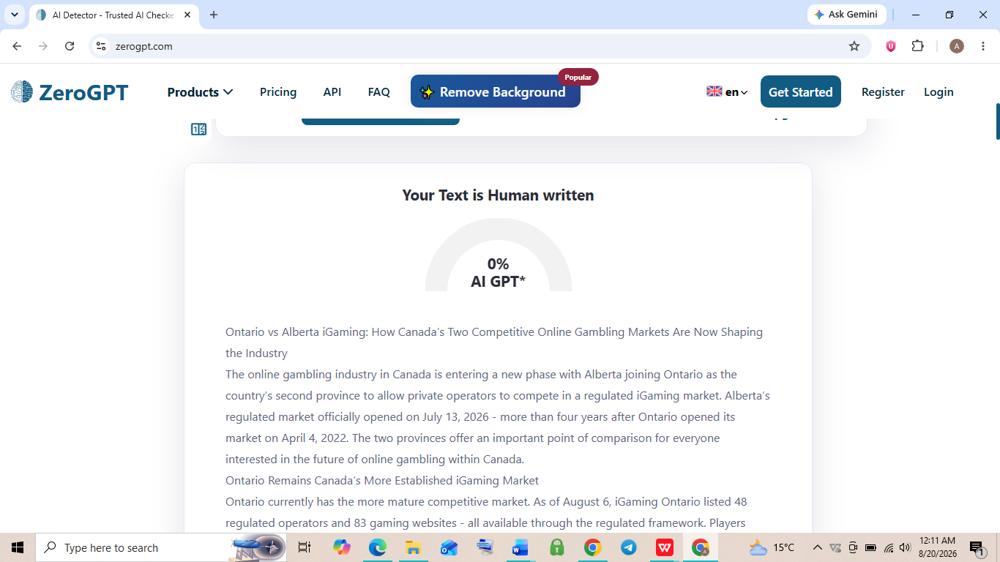 AI Detector - Trusted AI Checke
Ask Gemini
zerogpt.com
A
ZeroGPT
Products
Pricing
API
FAQ
Remove Background
Popular
en
Get Started
Register
Login
Your Text is Human written
0%
AI GPT*
Ontario vs Alberta iGaming: How Canada's Two Competitive Online Gambling Markets Are Now Shaping
the Industry
The online gambling industry in Canada is entering a new phase with Alberta joining Ontario as the
country's second province to allow private operators to compete in a regulated iGaming market. Alberta's
regulated market officially opened on July 13, 2026 - more than four years after Ontario opened its
market on April 4, 2022. The two provinces offer an important point of comparison for everyone
interested in the future of online gambling within Canada.
Ontario Remains Canada's More Established iGaming Market
Ontario currently has the more mature competitive market. As of August 6, iGaming Ontario listed 48
regulated operators and 83 gaming websites - all available through the regulated framework. Players
Type here to search
15°C
12:11 AM
8/20/2026
1